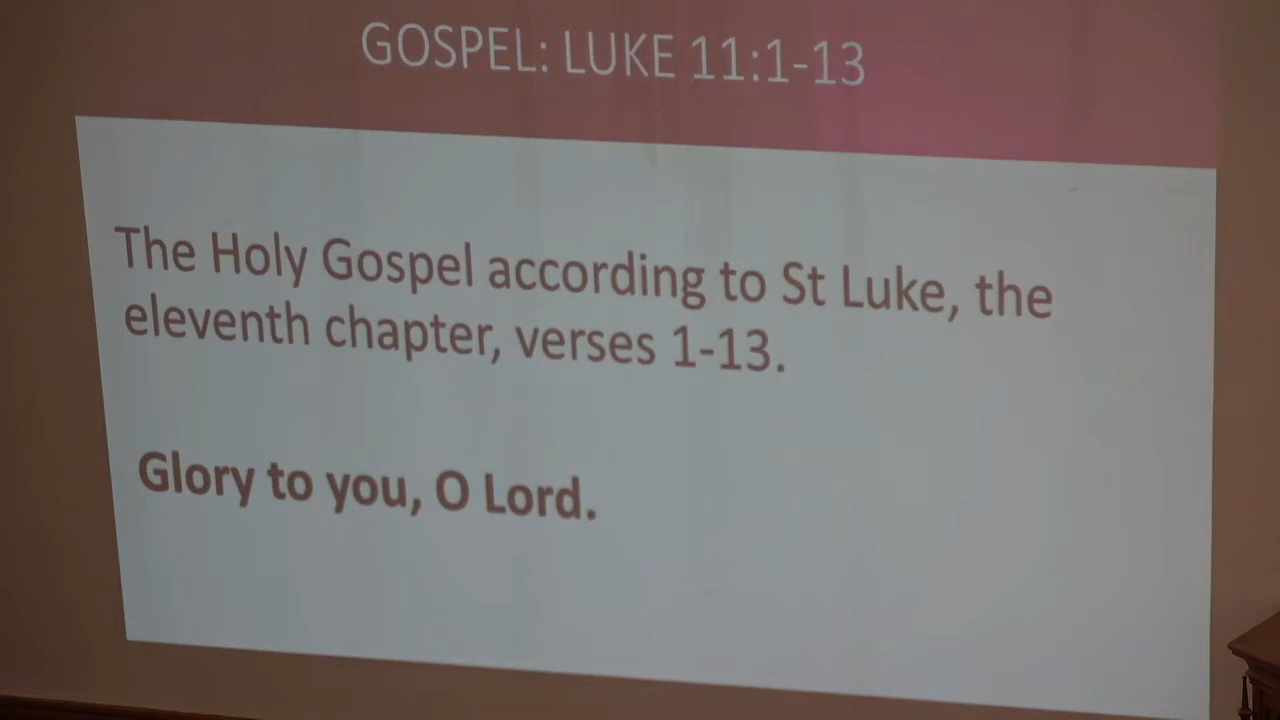 GOSPEL: LUKE 11:1-13
The Holy Gospel according to St Luke, the
eleventh chapter, verses 1-13.
Glory to you, O Lord.